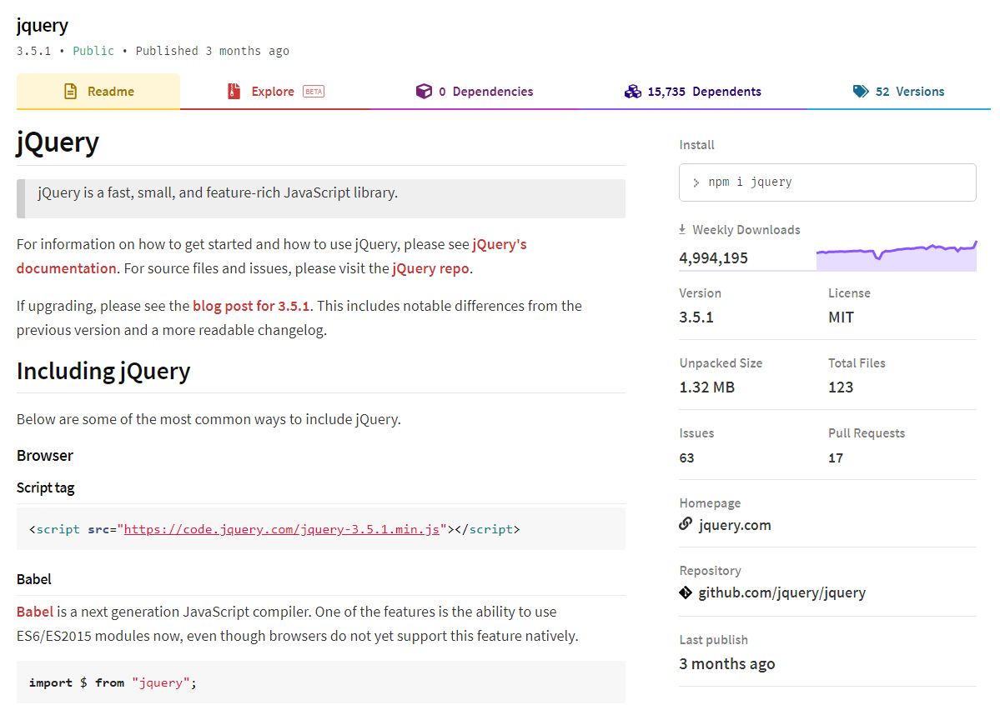 jquery
3.5.1 • Public • Published 3 months ago
Readme
Explore BETA
0 Dependencies
15,735 Dependents
52 Versions
jQuery
jQuery is a fast, small, and feature-rich JavaScript library.
For information on how to get started and how to use jQuery, please see jQuery's
documentation. For source files and issues, please visit the jQuery repo.
If upgrading, please see the blog post for 3.5.1. This includes notable differences from the
previous version and a more readable changelog.
Including jQuery
Below are some of the most common ways to include jQuery.
Browser
Script tag
<script src="https://code.jquery.com/jquery-3.5.1.min.js"></script>
Babel
Babel is a next generation JavaScript compiler. One of the features is the ability to use
ES6/ES2015 modules now, even though browsers do not yet support this feature natively.
import $ from "jquery";
Install
> npm i jquery
Weekly Downloads
4,994,195
Version
3.5.1
License
MIT
Unpacked Size
1.32 MB
Total Files
123
Issues
63
Pull Requests
17
Homepage
jquery.com
Repository
github.com/jquery/jquery
Last publish
3 months ago